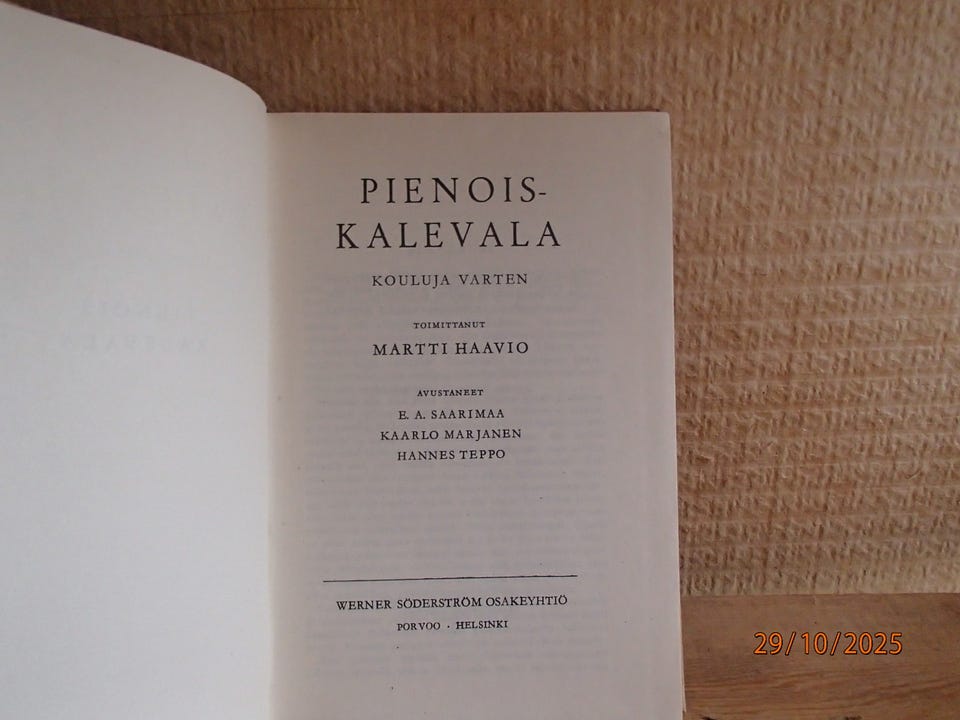 PIENOIS-
KALEVALA
KOULUJA VARTEN
TOIMITTANUT
MARTTI HAAVIO
AVUSTANEET
E. A. SAARIMAA
KAARLO MARJANEN
HANNES TEPPO
WERNER SÖDERSTRÖM OSAKEYHTIÖ
PORVOO · HELSINKI
29/10/2025